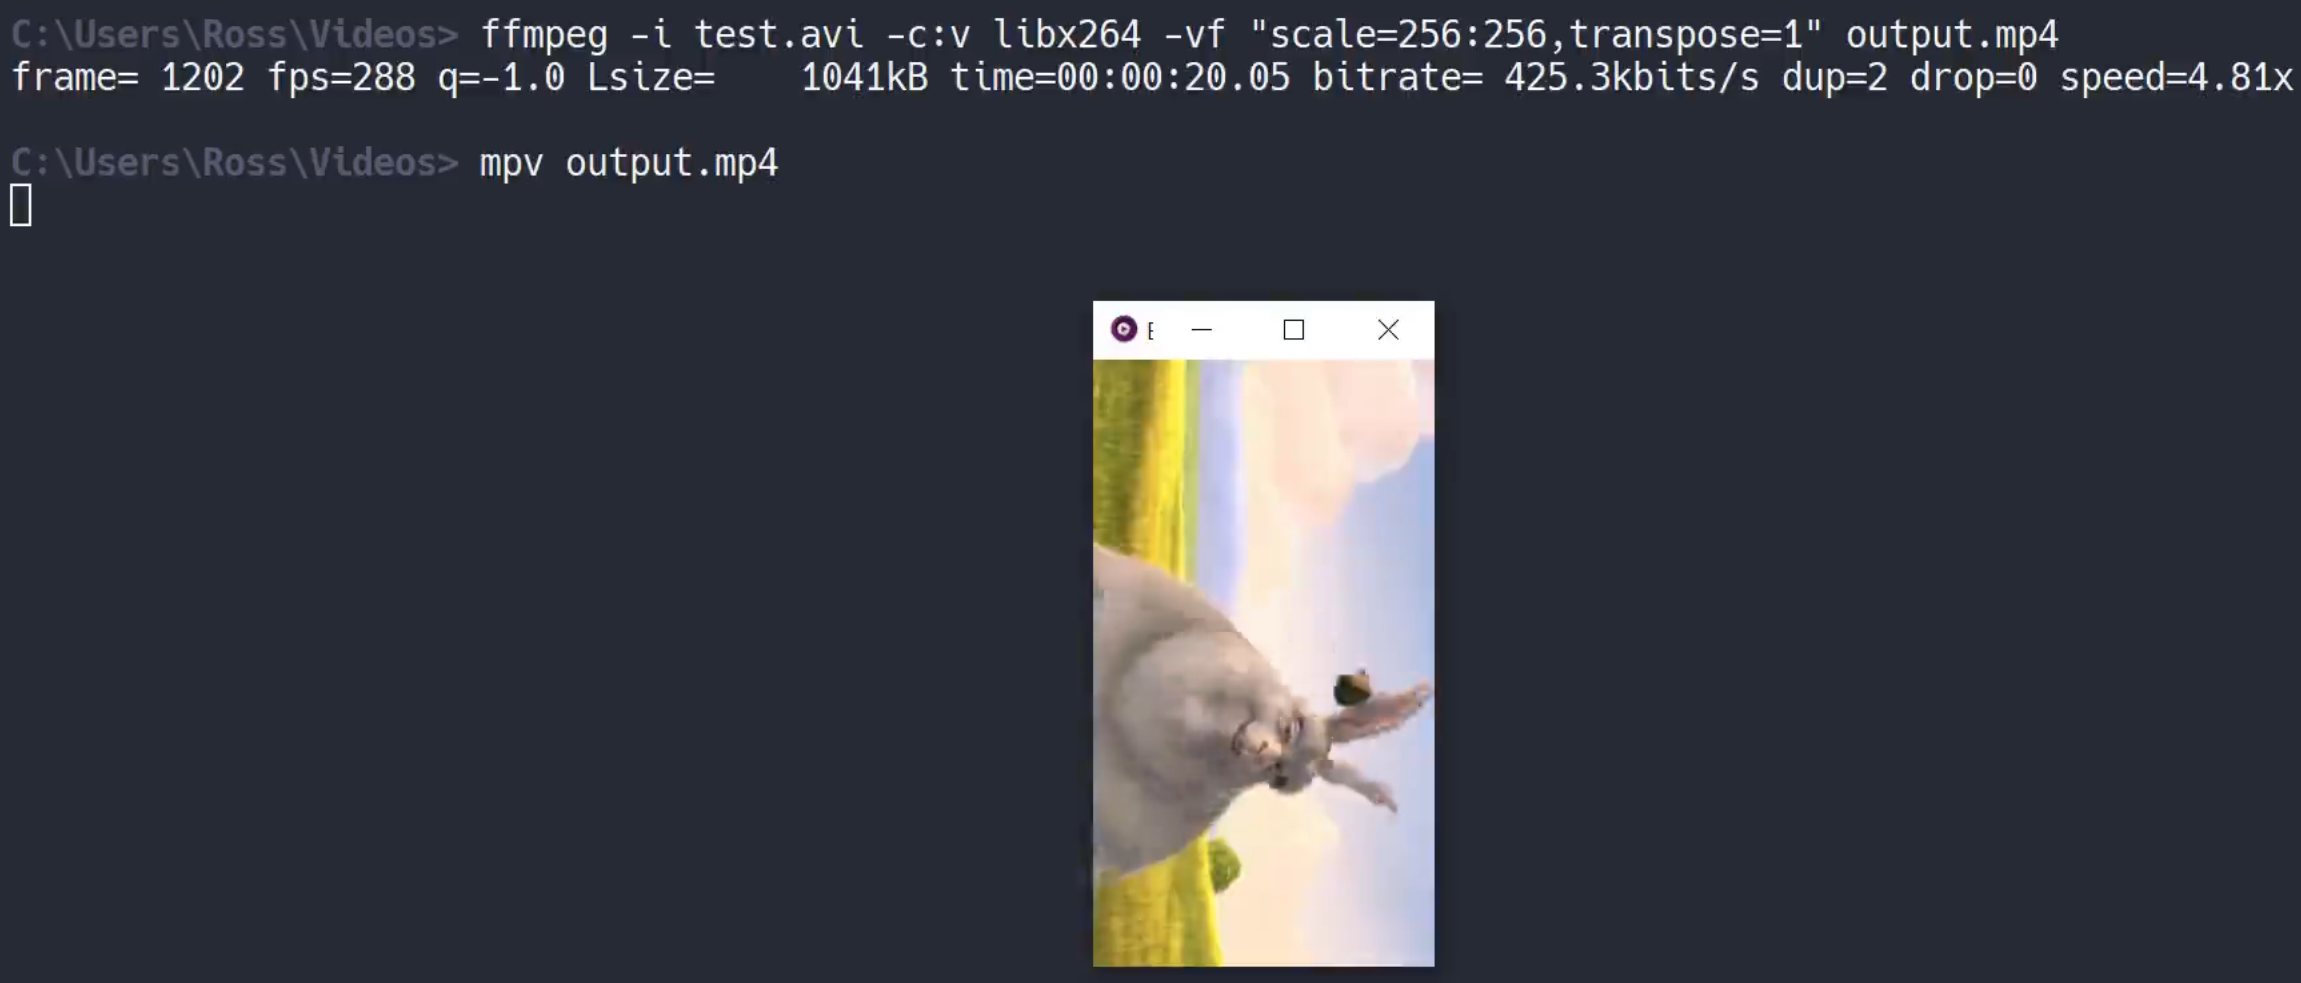 C:\Users\Ross\Videos> ffmpeg -i test.avi -c:v libx264 -vf "scale=256:256,transpose=1" output.mp4
frame= 1202 fps=288 q=-1.0 Lsize=    1041kB time=00:00:20.05 bitrate= 425.3kbits/s dup=2 drop=0 speed=4.81x
C:\Users\Ross\Videos> mpv output.mp4